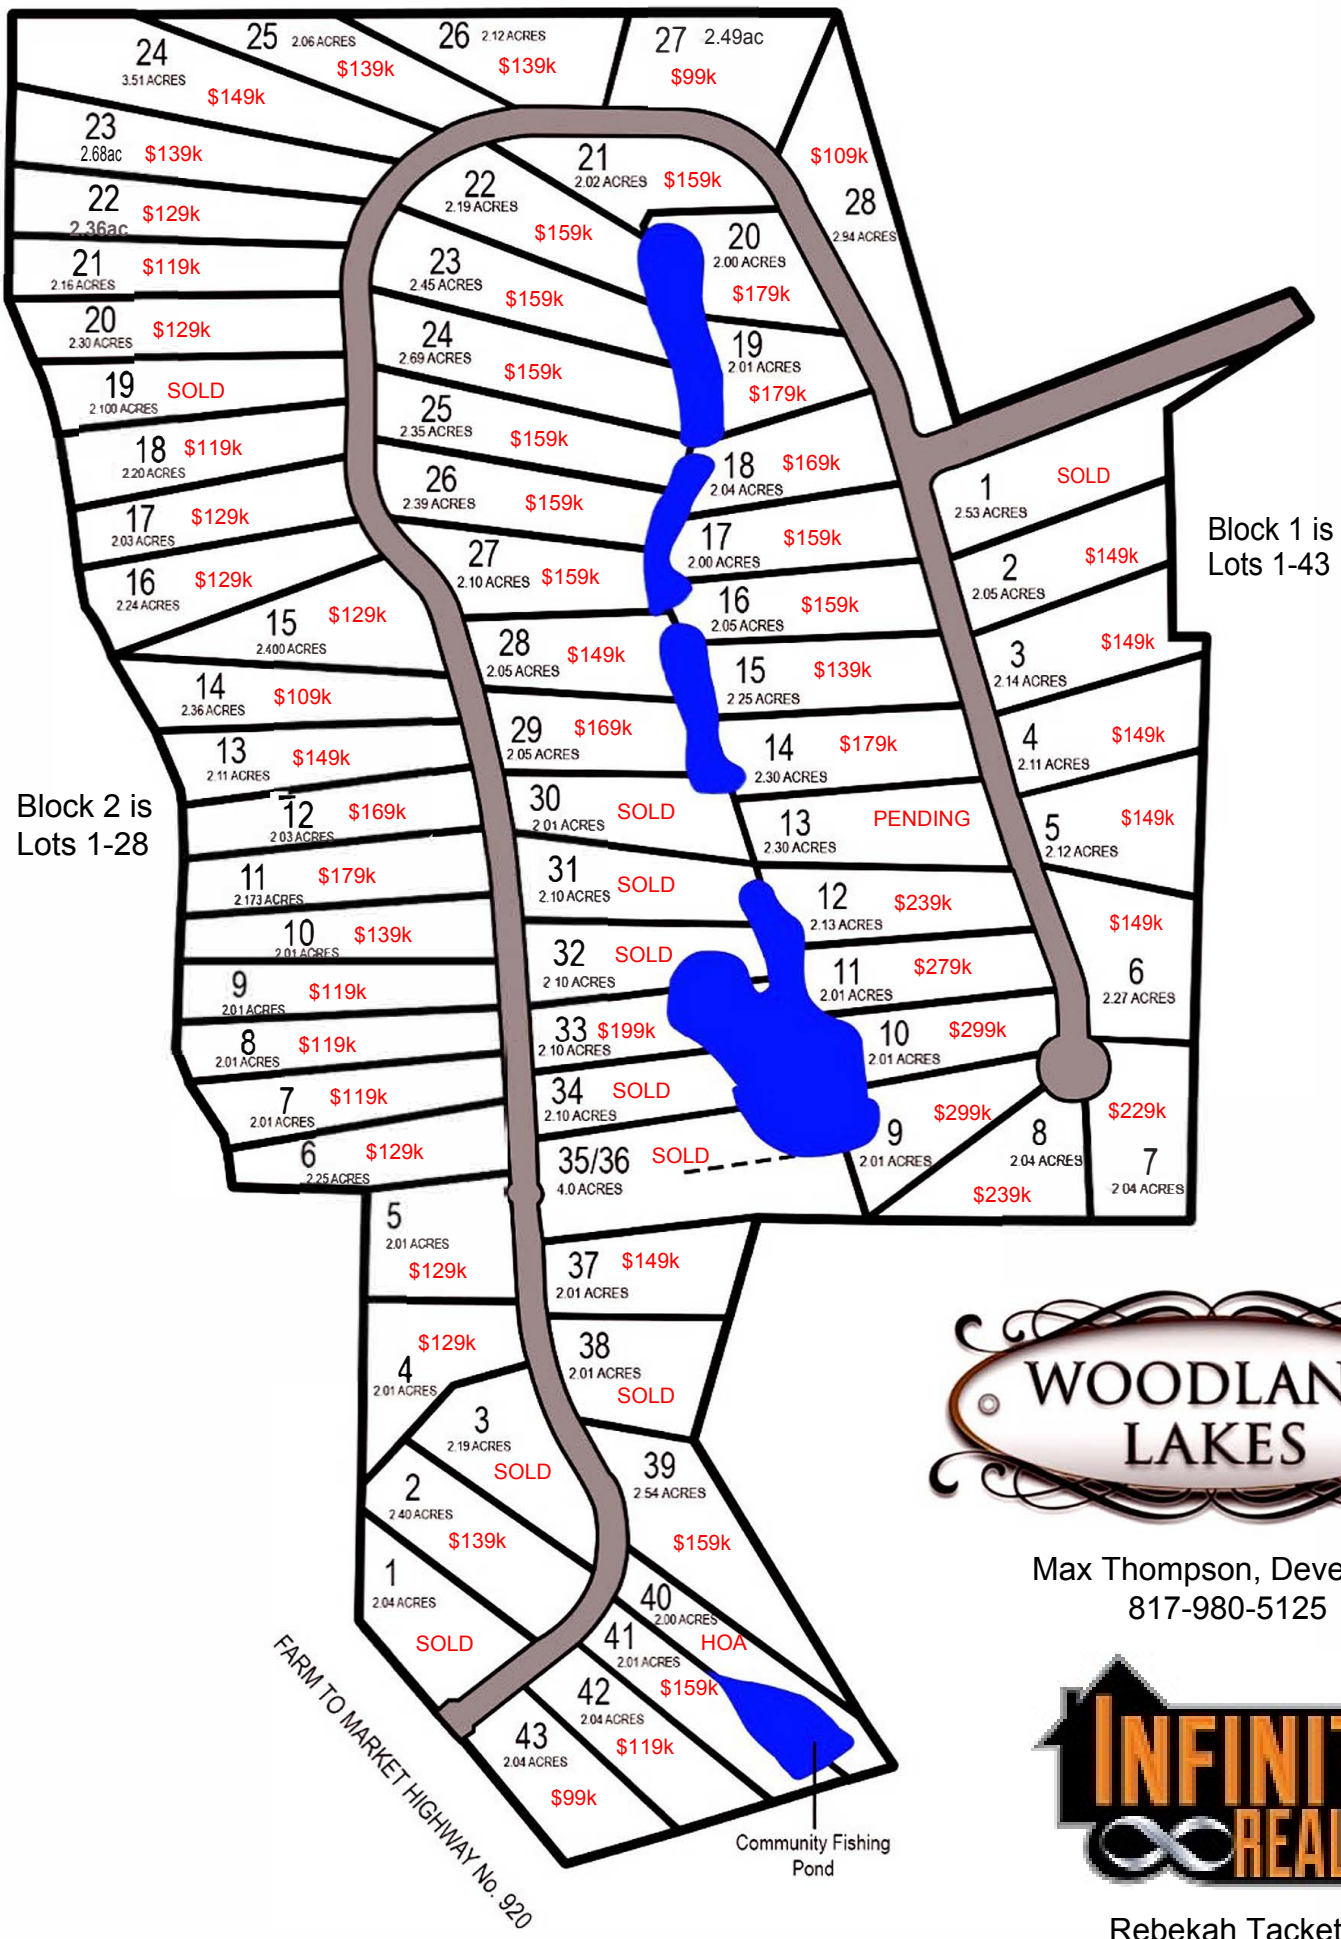 24
3.51 ACRES
$149k
25 2.06 ACRES
$139k
26 2.12 ACRES
$139k
27 2.49ac
$99k
$109k
28
2.94 ACRES
23
2.68ac $139k
22 $129k
2.36ac
21 $119k
2.16 ACRES
20 $129k
2.30 ACRES
19 SOLD
2.100 ACRES
18 $119k
2.20 ACRES
17 $129k
2.03 ACRES
16 $129k
2.24 ACRES
15 $129k
2.400 ACRES
14 $109k
2.36 ACRES
13 $149k
2.11 ACRES
12 $169k
2.03 ACRES
11 $179k
2.173 ACRES
10 $139k
2.01 ACRES
9 $119k
2.01 ACRES
8 $119k
2.01 ACRES
7 $119k
2.01 ACRES
6 $129k
2.25 ACRES
5
2.01 ACRES
$129k
$129k
4
2.01 ACRES
3
2.19 ACRES
SOLD
2
2.40 ACRES
$139k
1
2.04 ACRES
SOLD
Block 2 is
Lots 1-28
21
2.02 ACRES $159k
22
2.19 ACRES
$159k
23
2.45 ACRES
$159k
24
2.69 ACRES
$159k
25
2.35 ACRES
$159k
26
2.39 ACRES
$159k
27
2.10 ACRES $159k
28 $149k
2.05 ACRES
29 $169k
2.05 ACRES
30 SOLD
2.01 ACRES
31 SOLD
2.10 ACRES
32 SOLD
2.10 ACRES
33 $199k
2.10 ACRES
34 SOLD
2.10 ACRES
35/36 SOLD
4.0 ACRES
37 $149k
2.01 ACRES
38
2.01 ACRES
SOLD
39
2.54 ACRES
$159k
40
2.00 ACRES
HOA
41
2.01 ACRES
$159k
42
2.04 ACRES
$119k
43
2.04 ACRES
$99k
20
2.00 ACRES
$179k
19
2.01 ACRES
$179k
18 $169k
2.04 ACRES
17 $159k
2.00 ACRES
16 $159k
2.05 ACRES
15 $139k
2.25 ACRES
14 $179k
2.30 ACRES
13 PENDING
2.30 ACRES
12 $239k
2.13 ACRES
11 $279k
2.01 ACRES
10 $299k
2.01 ACRES
$299k
9
2.01 ACRES
8
2.04 ACRES
$239k
$229k
7
2.04 ACRES
1 SOLD
2.53 ACRES
2 $149k
2.05 ACRES
3 $149k
2.14 ACRES
4 $149k
2.11 ACRES
5 $149k
2.12 ACRES
$149k
6
2.27 ACRES
Block 1 is
Lots 1-43
WOODLAN
LAKES
Max Thompson, Deve
817-980-5125
INFINIT
REAL
Rebekah Tacket
Community Fishing
Pond
FARM TO MARKET HIGHWAY No. 920